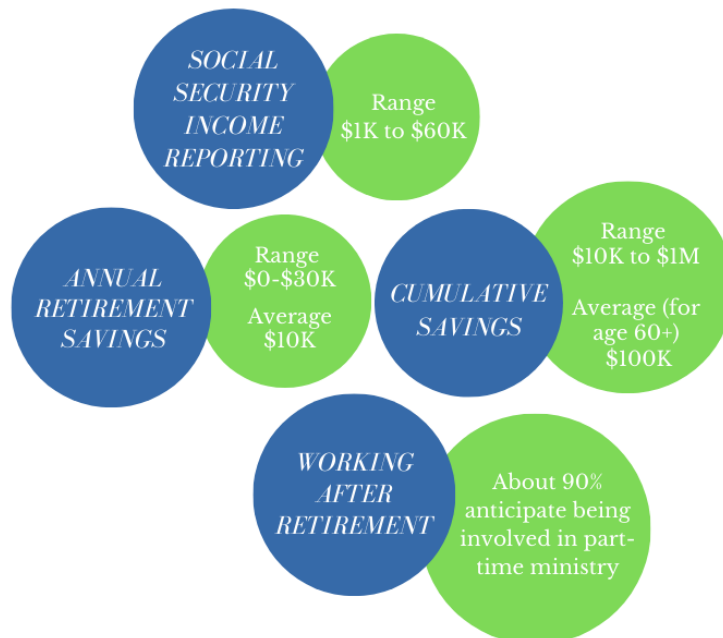 SOCIAL
SECURITY
INCOME
REPORTING
Range
$1K to $60K
ANNUAL
RETIREMENT
SAVINGS
Range
$0-$30K
Average
$10K
CUMULATIVE
SAVINGS
Range
$10K to $1M
Average (for
age 60+)
$100K
WORKING
AFTER
RETIREMENT
About 90%
anticipate being
involved in part-
time ministry